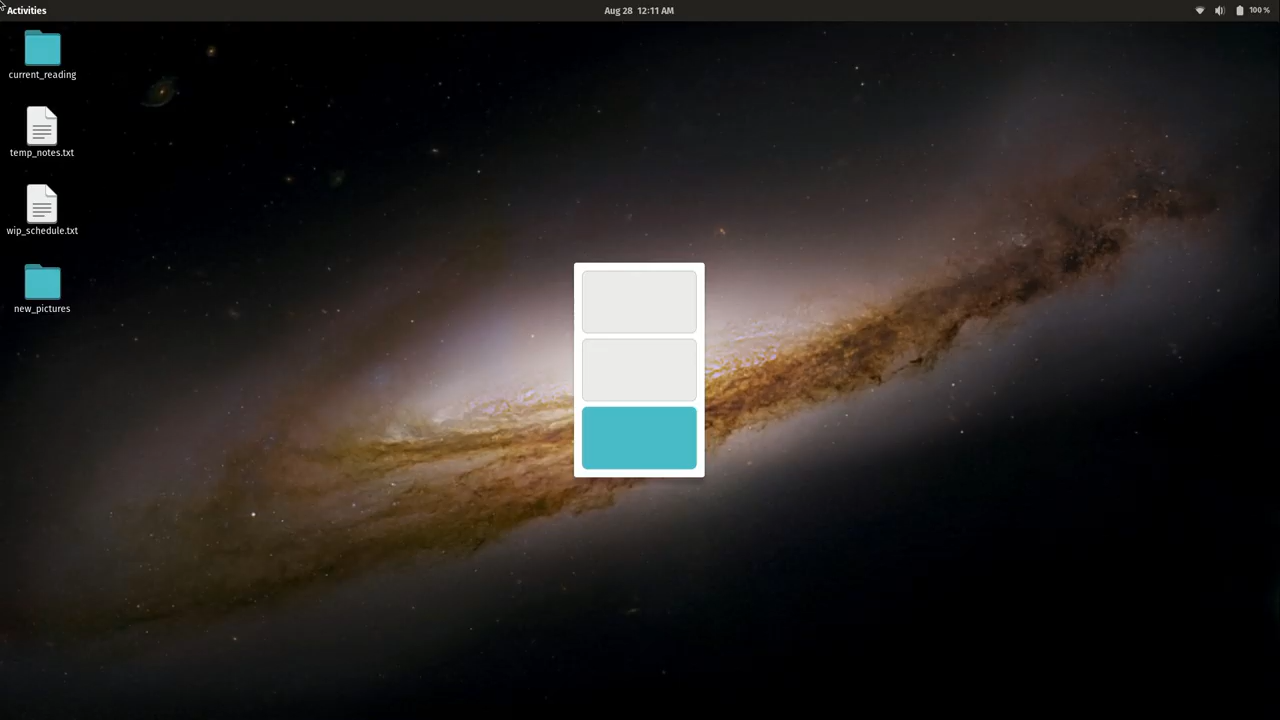 Activities
Aug 28 12:11 AM
100 %
current_reading
temp_notes.txt
wip_schedule.txt
new_pictures